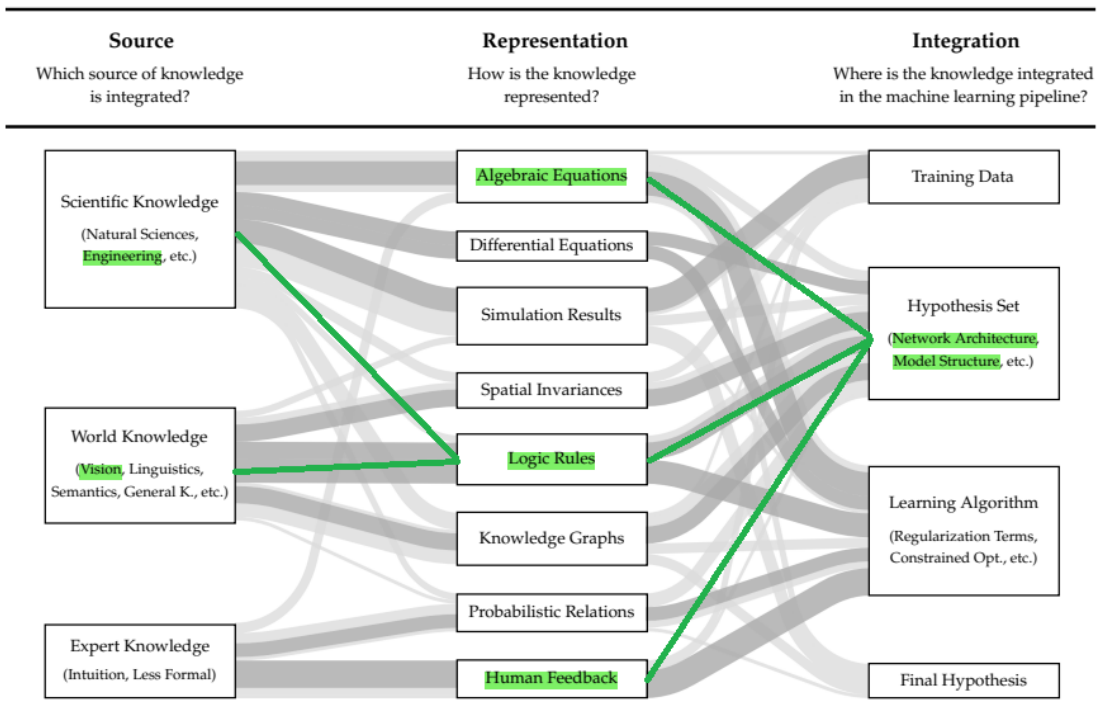 Source
Which source of knowledge
is integrated?
Representation
How is the knowledge
represented?
Integration
Where is the knowledge integrated
in the machine learning pipeline?
Scientific Knowledge
(Natural Sciences,
Engineering, etc.)
World Knowledge
(Vision, Linguistics,
Semantics, General K., etc.)
Expert Knowledge
(Intuition, Less Formal)
Algebraic Equations
Differential Equations
Simulation Results
Spatial Invariances
Logic Rules
Knowledge Graphs
Probabilistic Relations
Human Feedback
Training Data
Hypothesis Set
(Network Architecture,
Model Structure, etc.)
Learning Algorithm
(Regularization Terms,
Constrained Opt., etc.)
Final Hypothesis